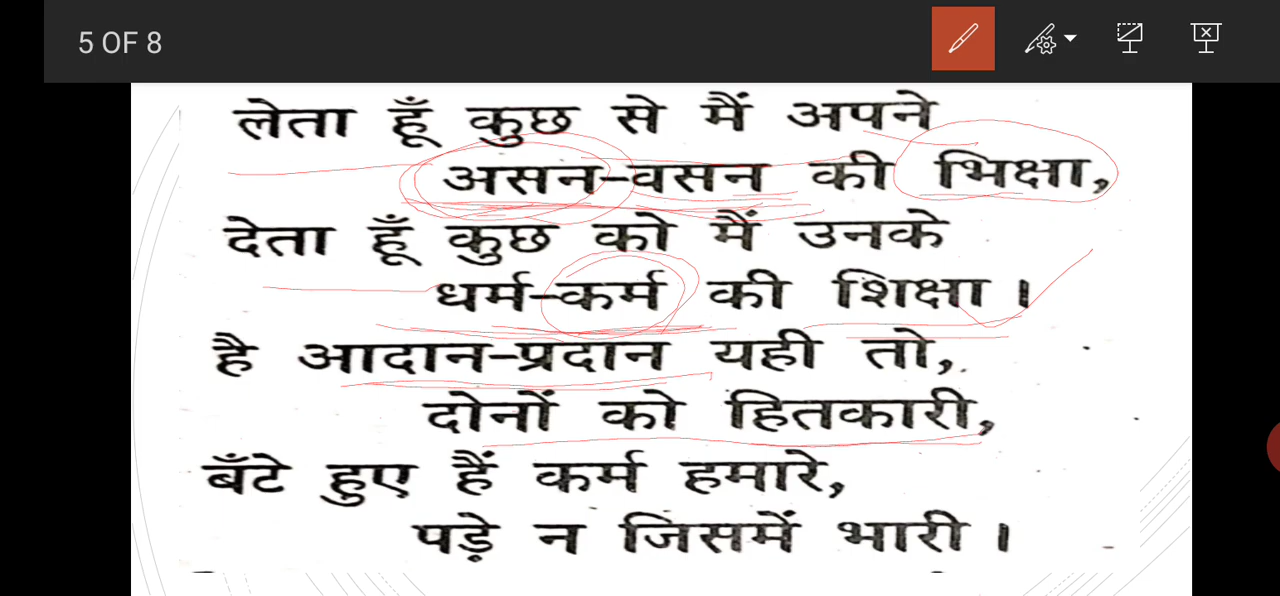 5 OF 8
लेता हूँ कुछ से मैं अपने
असन-वसन की भिक्षा,
देता हूँ कुछ को मैं उनके
धर्म-कर्म की शिक्षा।
है आदान-प्रदान यही तो,
दोनों को हितकारी,
बँटे हुए हैं कर्म हमारे,
पड़े न जिसमें भारी।